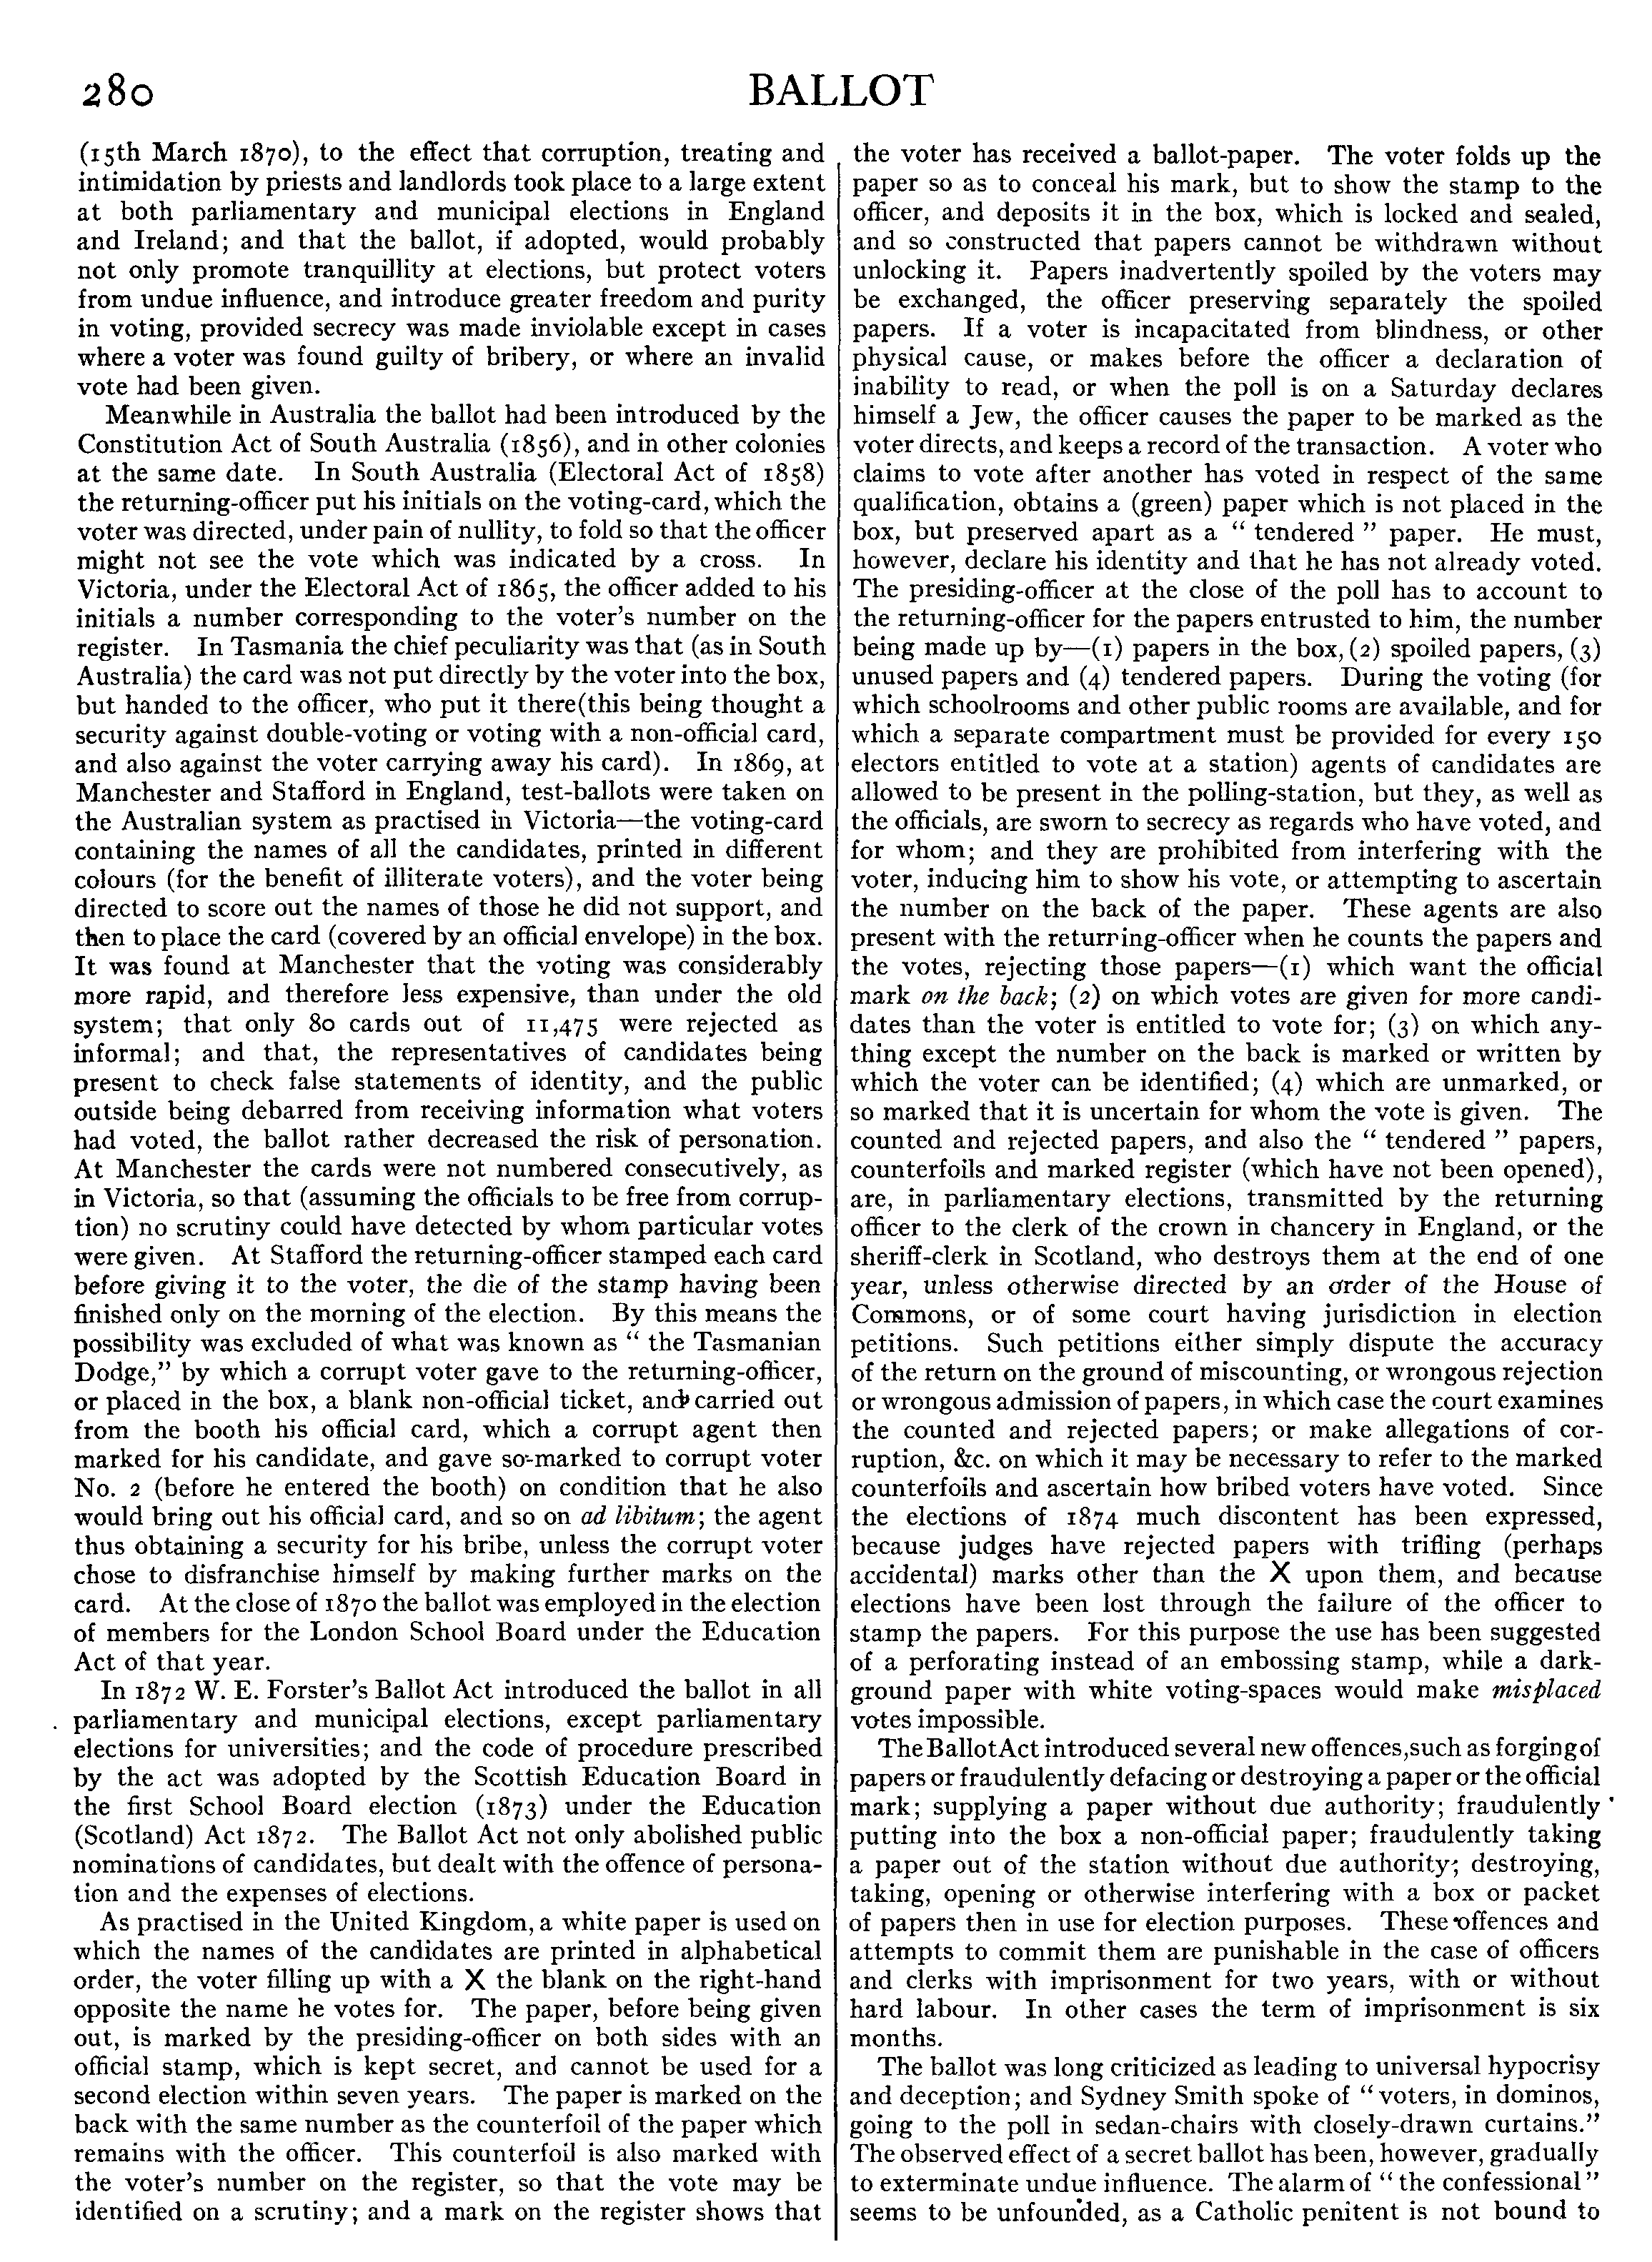 280
BALLOT
(15th March 1870), to the effect that corruption, treating and
intimidation by priests and landlords took place to a large extent
at both parliamentary and municipal elections in England
and Ireland; and that the ballot, if adopted, would probably
not only promote tranquillity at elections, but protect voters
from undue influence, and introduce greater freedom and purity
in voting, provided secrecy was made inviolable except in cases
where a voter was found guilty of bribery, or where an invalid
vote had been given.
Meanwhile in Australia the ballot had been introduced by the
Constitution Act of South Australia (1856), and in other colonies
at the same date. In South Australia (Electoral Act of 1858)
the returning-officer put his initials on the voting-card, which the
voter was directed, under pain of nullity, to fold so that the officer
might not see the vote which was indicated by a cross. In
Victoria, under the Electoral Act of 1865, the officer added to his
initials a number corresponding to the voter's number on the
register. In Tasmania the chief peculiarity was that (as in South
Australia) the card was not put directly by the voter into the box,
but handed to the officer, who put it there (this being thought a
security against double-voting or voting with a non-official card,
and also against the voter carrying away his card). In 1869, at
Manchester and Stafford in England, test-ballots were taken on
the Australian system as practised in Victoria—the voting-card
containing the names of all the candidates, printed in different
colours (for the benefit of illiterate voters), and the voter being
directed to score out the names of those he did not support, and
then to place the card (covered by an official envelope) in the box.
It was found at Manchester that the voting was considerably
more rapid, and therefore less expensive, than under the old
system; that only 80 cards out of 11,475 were rejected as
informal; and that, the representatives of candidates being
present to check false statements of identity, and the public
outside being debarred from receiving information what voters
had voted, the ballot rather decreased the risk of personation.
At Manchester the cards were not numbered consecutively, as
in Victoria, so that (assuming the officials to be free from corrup-
tion) no scrutiny could have detected by whom particular votes
were given. At Stafford the returning-officer stamped each card
before giving it to the voter, the die of the stamp having been
finished only on the morning of the election. By this means the
possibility was excluded of what was known as " the Tasmanian
Dodge," by which a corrupt voter gave to the returning-officer,
or placed in the box, a blank non-official ticket, and carried out
from the booth his official card, which a corrupt agent then
marked for his candidate, and gave so-marked to corrupt voter
No. 2 (before he entered the booth) on condition that he also
would bring out his official card, and so on ad libitum; the agent
thus obtaining a security for his bribe, unless the corrupt voter
chose to disfranchise himself by making further marks on the
card. At the close of 1870 the ballot was employed in the election
of members for the London School Board under the Education
Act of that year.
In 1872 W. E. Forster's Ballot Act introduced the ballot in all
parliamentary and municipal elections, except parliamentary
elections for universities; and the code of procedure prescribed
by the act was adopted by the Scottish Education Board in
the first School Board election (1873) under the Education
(Scotland) Act 1872. The Ballot Act not only abolished public
nominations of candidates, but dealt with the offence of persona-
tion and the expenses of elections.
As practised in the United Kingdom, a white paper is used on
which the names of the candidates are printed in alphabetical
order, the voter filling up with a X the blank on the right-hand
opposite the name he votes for. The paper, before being given
out, is marked by the presiding-officer on both sides with an
official stamp, which is kept secret, and cannot be used for a
second election within seven years. The paper is marked on the
back with the same number as the counterfoil of the paper which
remains with the officer. This counterfoil is also marked with
the voter's number on the register, so that the vote may be
identified on a scrutiny; and a mark on the register shows that
the voter has received a ballot-paper. The voter folds up the
paper so as to conceal his mark, but to show the stamp to the
officer, and deposits it in the box, which is locked and sealed,
and so constructed that papers cannot be withdrawn without
unlocking it. Papers inadvertently spoiled by the voters may
be exchanged, the officer preserving separately the spoiled
papers. If a voter is incapacitated from blindness, or other
physical cause, or makes before the officer a declaration of
inability to read, or when the poll is on a Saturday declares
himself a Jew, the officer causes the paper to be marked as the
voter directs, and keeps a record of the transaction. A voter who
claims to vote after another has voted in respect of the same
qualification, obtains a (green) paper which is not placed in the
box, but preserved apart as a " tendered " paper. He must,
however, declare his identity and that he has not already voted.
The presiding-officer at the close of the poll has to account to
the returning-officer for the papers entrusted to him, the number
being made up by—(1) papers in the box, (2) spoiled papers, (3)
unused papers and (4) tendered papers. During the voting (for
which schoolrooms and other public rooms are available, and for
which a separate compartment must be provided for every 150
electors entitled to vote at a station) agents of candidates are
allowed to be present in the polling-station, but they, as well as
the officials, are sworn to secrecy as regards who have voted, and
for whom; and they are prohibited from interfering with the
voter, inducing him to show his vote, or attempting to ascertain
the number on the back of the paper. These agents are also
present with the returning-officer when he counts the papers and
the votes, rejecting those papers—(1) which want the official
mark on the back; (2) on which votes are given for more candi-
dates than the voter is entitled to vote for; (3) on which any-
thing except the number on the back is marked or written by
which the voter can be identified; (4) which are unmarked, or
so marked that it is uncertain for whom the vote is given. The
counted and rejected papers, and also the " tendered " papers,
counterfoils and marked register (which have not been opened),
are, in parliamentary elections, transmitted by the returning
officer to the clerk of the crown in chancery in England, or the
sheriff-clerk in Scotland, who destroys them at the end of one
year, unless otherwise directed by an order of the House of
Commons, or of some court having jurisdiction in election
petitions. Such petitions either simply dispute the accuracy
of the return on the ground of miscounting, or wrongous rejection
or wrongous admission of papers, in which case the court examines
the counted and rejected papers; or make allegations of cor-
ruption, &c. on which it may be necessary to refer to the marked
counterfoils and ascertain how bribed voters have voted. Since
the elections of 1874 much discontent has been expressed,
because judges have rejected papers with trifling (perhaps
accidental) marks other than the X upon them, and because
elections have been lost through the failure of the officer to
stamp the papers. For this purpose the use has been suggested
of a perforating instead of an embossing stamp, while a dark-
ground paper with white voting-spaces would make misplaced
votes impossible.
The Ballot Act introduced several new offences, such as forging of
papers or fraudulently defacing or destroying a paper or the official
mark; supplying a paper without due authority; fraudulently
putting into the box a non-official paper; fraudulently taking
a paper out of the station without due authority; destroying,
taking, opening or otherwise interfering with a box or packet
of papers then in use for election purposes. These offences and
attempts to commit them are punishable in the case of officers
and clerks with imprisonment for two years, with or without
hard labour. In other cases the term of imprisonment is six
months.
The ballot was long criticized as leading to universal hypocrisy
and deception; and Sydney Smith spoke of " voters, in dominos,
going to the poll in sedan-chairs with closely-drawn curtains."
The observed effect of a secret ballot has been, however, gradually
to exterminate undue influence. The alarm of " the confessional "
seems to be unfounded, as a Catholic penitent is not bound to